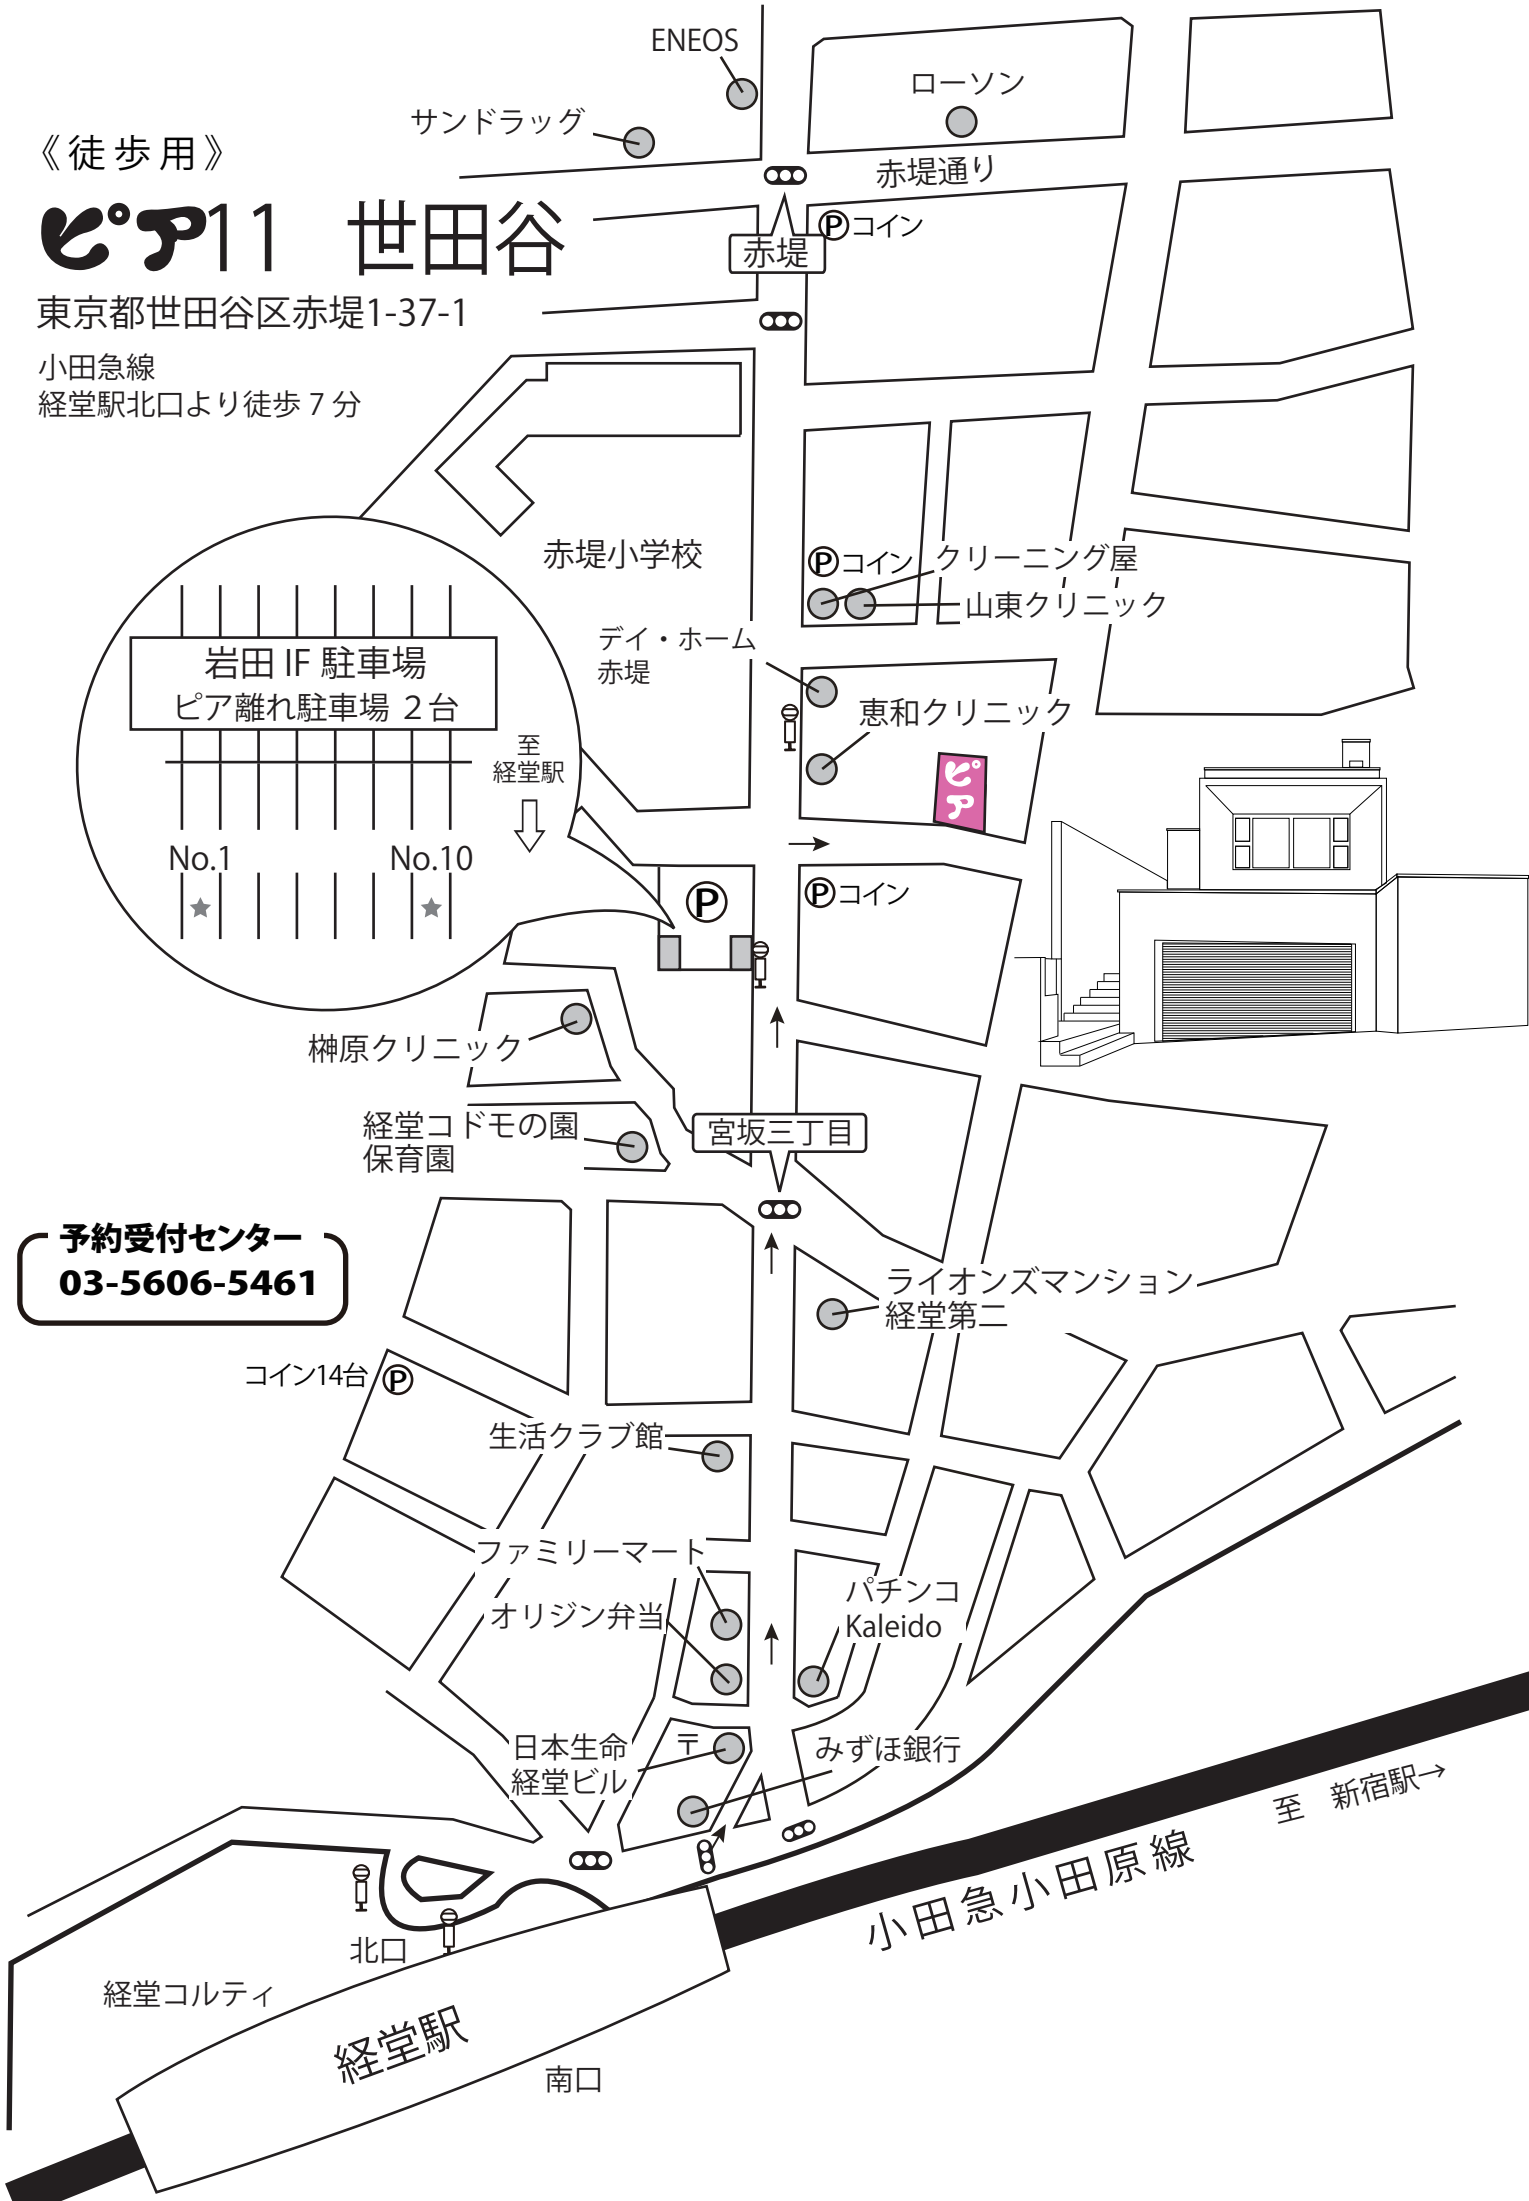 ENEOS
ローソン
サンドラッグ
《徒歩用》
赤堤通り
ピア11 世田谷
Ⓟコイン
赤堤
東京都世田谷区赤堤1-37-1
小田急線
経堂駅北口より徒歩 7 分
赤堤小学校
Ⓟコイン
クリーニング屋
山東クリニック
デイ・ホーム
赤堤
岩田 IF 駐車場
ピア離れ駐車場 2台
恵和クリニック
至
経堂駅
ピア
No.1
No.10
Ⓟ
Ⓟコイン
榊原クリニック
経堂コドモの園
保育園
宮坂三丁目
予約受付センター
03-5606-5461
ライオンズマンション
経堂第二
コイン14台 Ⓟ
生活クラブ館
ファミリーマート
パチンコ
Kaleido
オリジン弁当
日本生命
経堂ビル
〒
みずほ銀行
至 新宿駅→
小田急小田原線
北口
経堂コルティ
経堂駅
南口